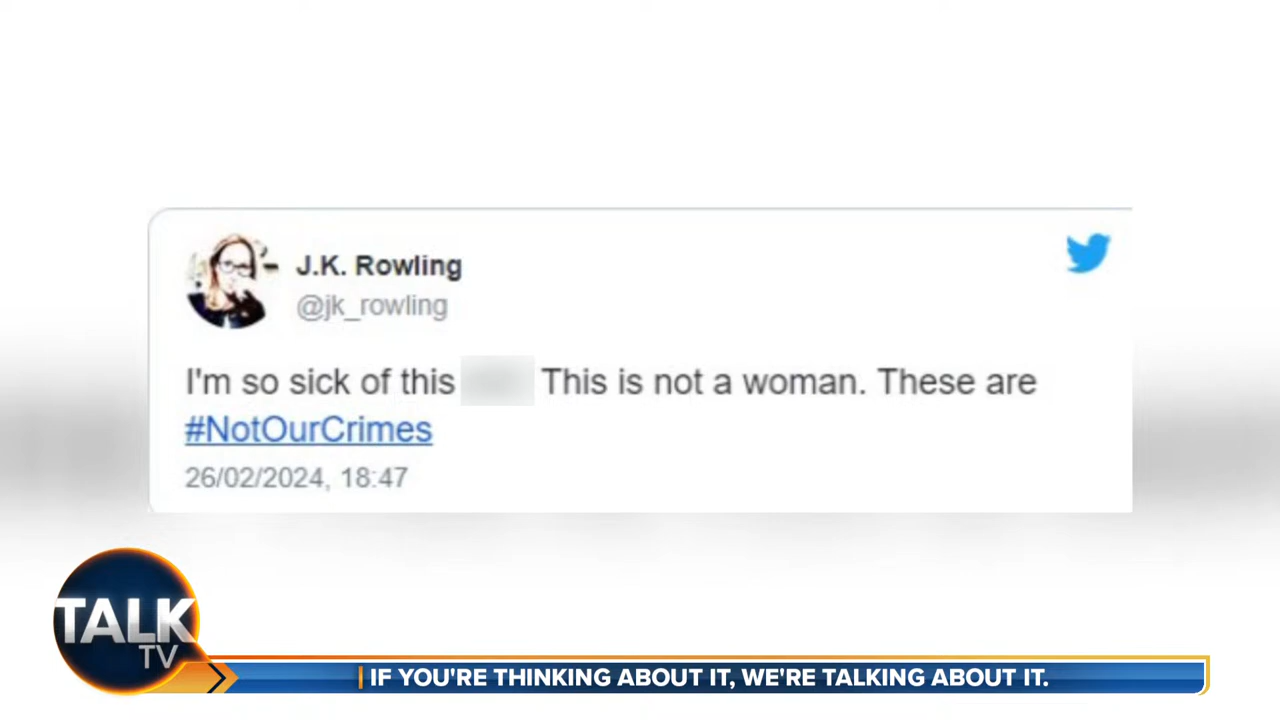 J.K. Rowling
@jk_rowling
I'm so sick of this This is not a woman. These are
#NotOurCrimes
26/02/2024, 18:47
TALK
TV
IF YOU'RE THINKING ABOUT IT, WE'RE TALKING ABOUT IT.